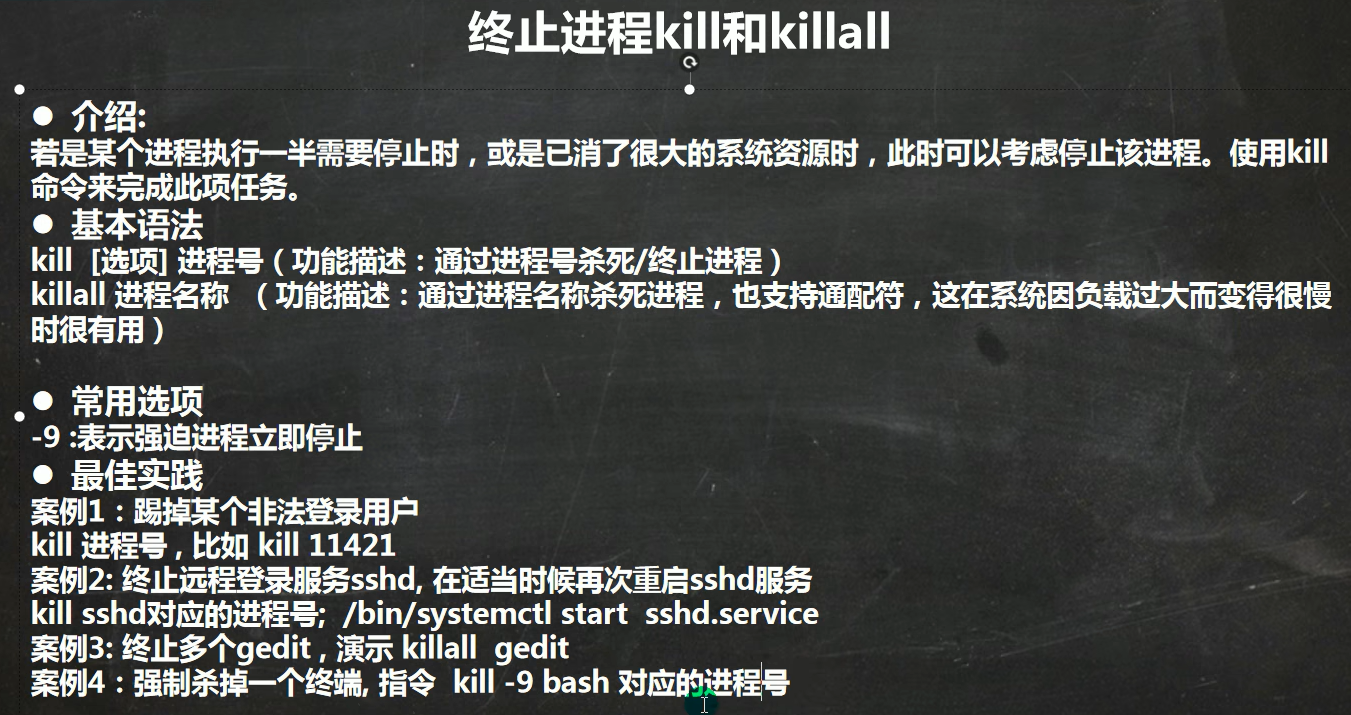 终止进程kill和killall
● 介绍:
若是某个进程执行一半需要停止时，或是已消了很大的系统资源时，此时可以考虑停止该进程。使用kill
命令来完成此项任务。
● 基本语法
kill [选项] 进程号（功能描述：通过进程号杀死/终止进程）
killall 进程名称 （功能描述：通过进程名称杀死进程，也支持通配符，这在系统因负载过大而变得很慢
时很有用）
● 常用选项
-9 :表示强迫进程立即停止
● 最佳实践
案例1：踢掉某个非法登录用户
kill 进程号 , 比如 kill 11421
案例2: 终止远程登录服务sshd, 在适当时候再次重启sshd服务
kill sshd对应的进程号; /bin/systemctl start sshd.service
案例3: 终止多个gedit , 演示 killall gedit
案例4：强制杀掉一个终端, 指令 kill -9 bash 对应的进程号